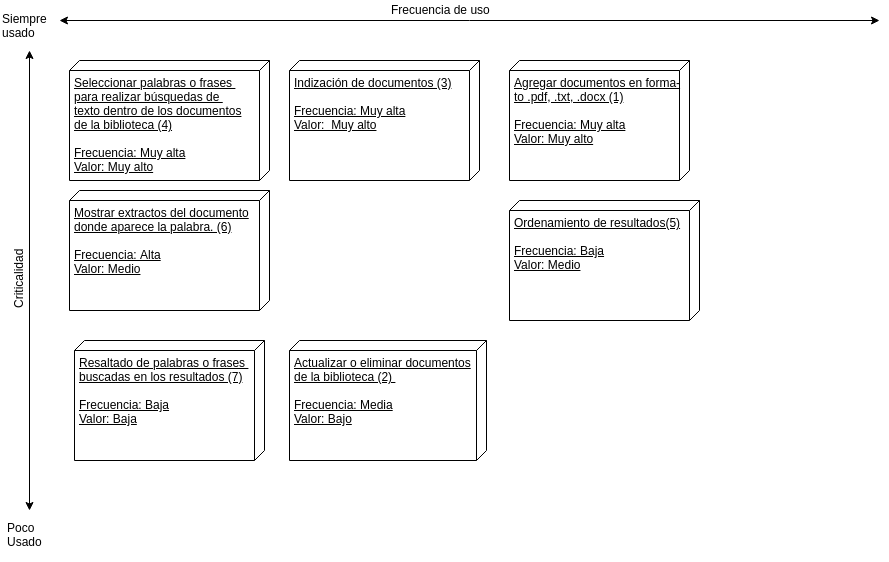 Frecuencia de uso
Siempre
usado
Seleccionar palabras o frases
para realizar búsquedas de
texto dentro de los documentos
de la biblioteca (4)
Frecuencia: Muy alta
Valor: Muy alto
Indización de documentos (3)
Frecuencia: Muy alta
Valor:  Muy alto
Agregar documentos en forma-
to .pdf, .txt, .docx (1)
Frecuencia: Muy alta
Valor: Muy alto
Mostrar extractos del documento
donde aparece la palabra. (6)
Frecuencia: Alta
Valor: Medio
Ordenamiento de resultados(5)
Frecuencia: Baja
Valor: Medio
Criticalidad
Resaltado de palabras o frases
buscadas en los resultados (7)
Frecuencia: Baja
Valor: Baja
Actualizar o eliminar documentos
de la biblioteca (2)
Frecuencia: Media
Valor: Bajo
Poco
Usado